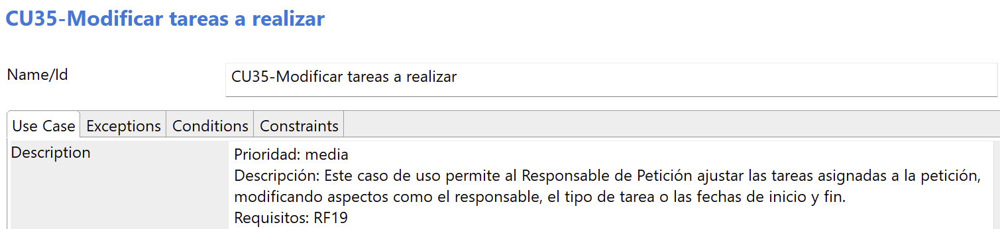 CU35-Modificar tareas a realizar
Name/Id
CU35-Modificar tareas a realizar
Use Case Exceptions Conditions Constraints
Description
Prioridad: media
Descripción: Este caso de uso permite al Responsable de Petición ajustar las tareas asignadas a la petición,
modificando aspectos como el responsable, el tipo de tarea o las fechas de inicio y fin.
Requisitos: RF19